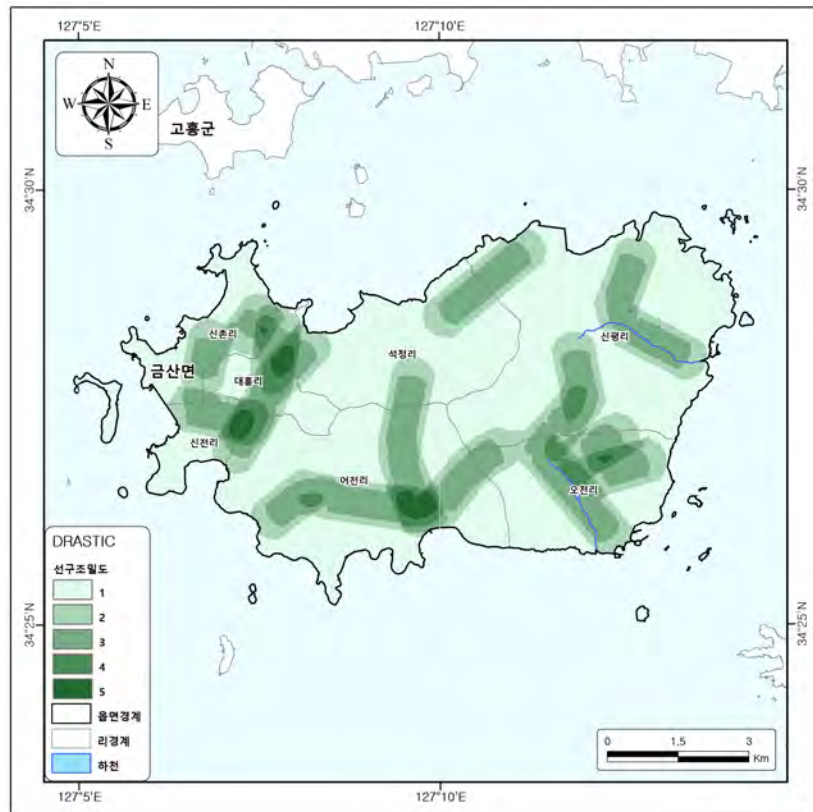 127°5'E
127°10'E
N
W
E
S
고흥군
34°30'N
34°30'N
신촌리
석정리
신평리
금산면
대흥리
신전리
어전리
오천리
DRASTIC
선구조밀도
1
2
3
4
5
읍면경계
리경계
하천
34°25'N
34°25'N
0
1.5
3
Km
127°5'E
127°10'E